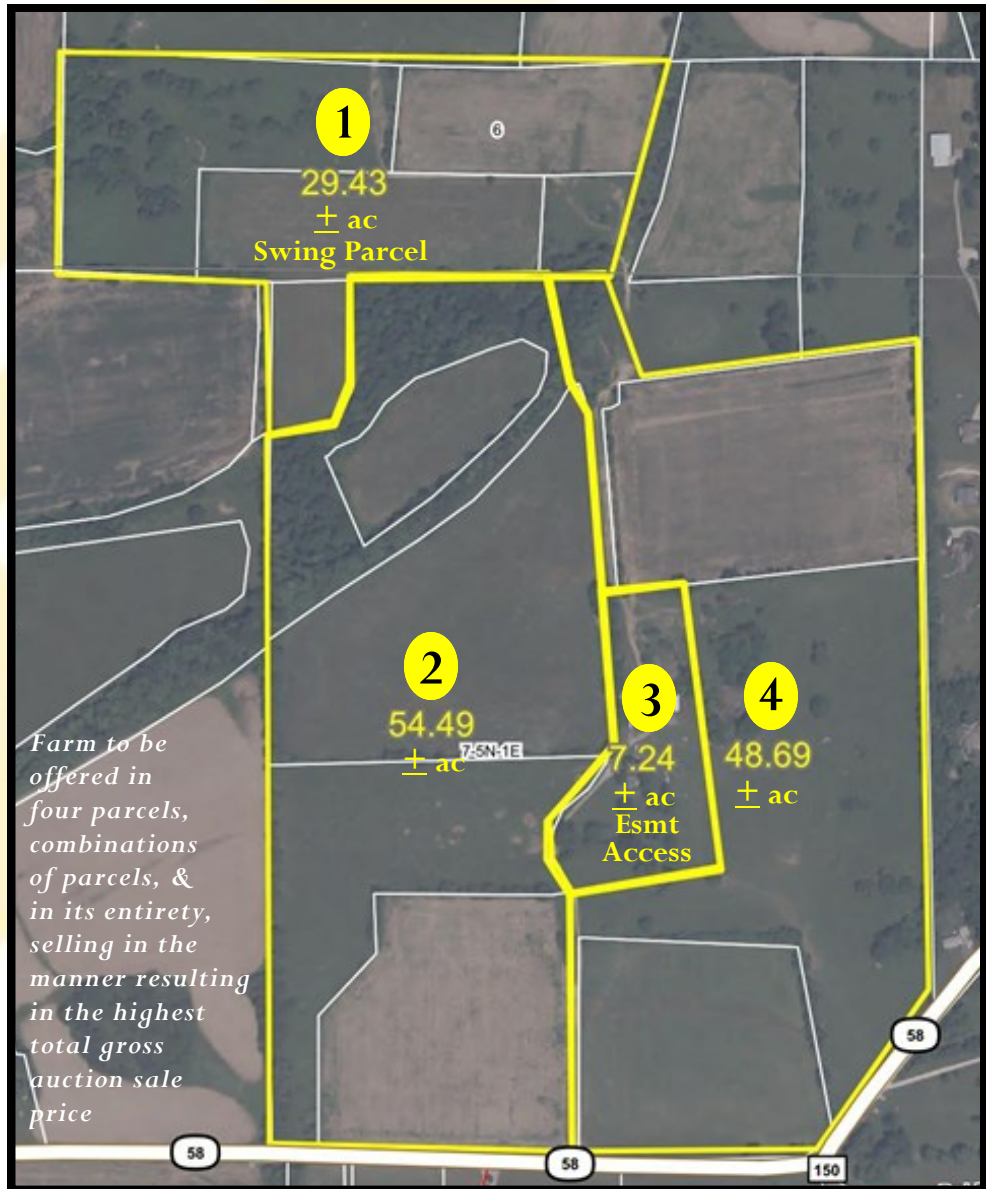 1
6
29.43
± ac
Swing Parcel
2
54.49
± ac
7-5N-1E
3
7.24
± ac
Esmt
Access
4
48.69
± ac
Farm to be
offered in
four parcels,
combinations
of parcels, &
in its entirety,
selling in the
manner resulting
in the highest
total gross
auction sale
price
58
58
58
150